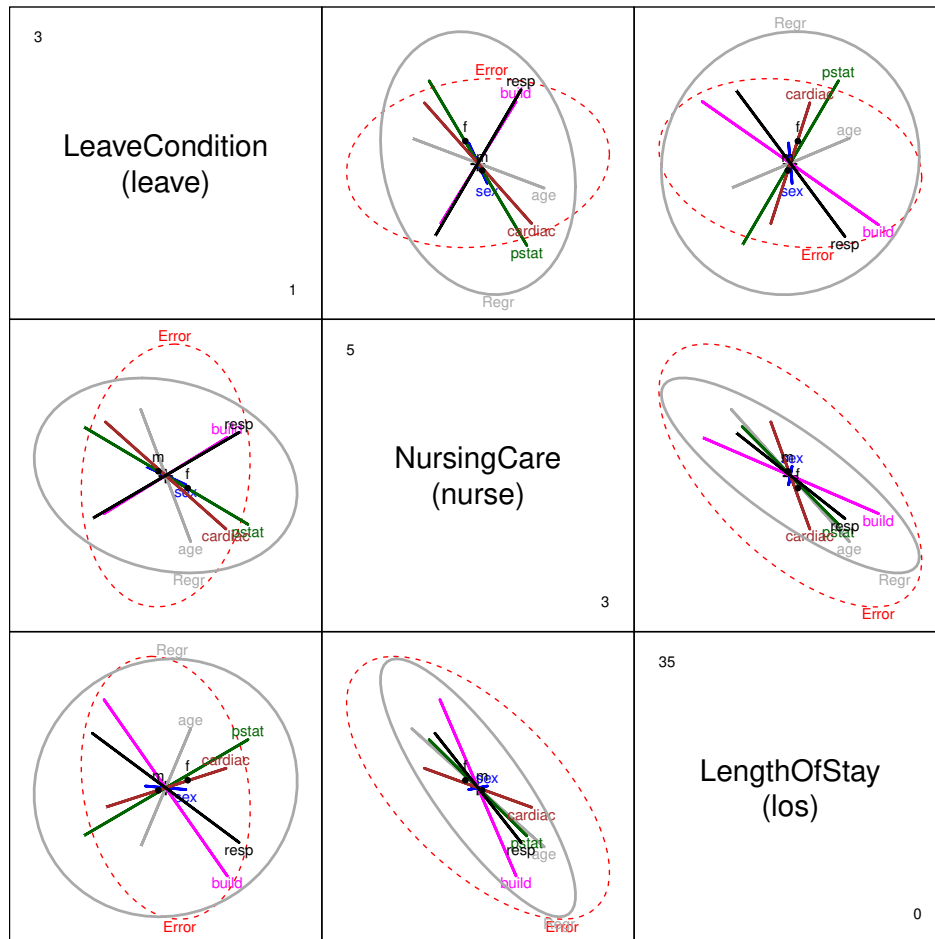 3
LeaveCondition
(leave)
1
Error
resp
build
f
m
sex
age
cardiac
pstat
Regr
Regr
pstat
cardiac
f
age
sex
resp
build
Error
Error
build
resp
m
f
sex
cardiac
pstat
age
Regr
5
NursingCare
(nurse)
3
sex
m
f
build
resp
cardiac
pstat
age
Regr
Error
Regr
age
pstat
cardiac
m
f
sex
resp
build
Error
f
m
sex
cardiac
pstat
resp
age
build
Regr
Error
35
LengthOfStay
(los)
0